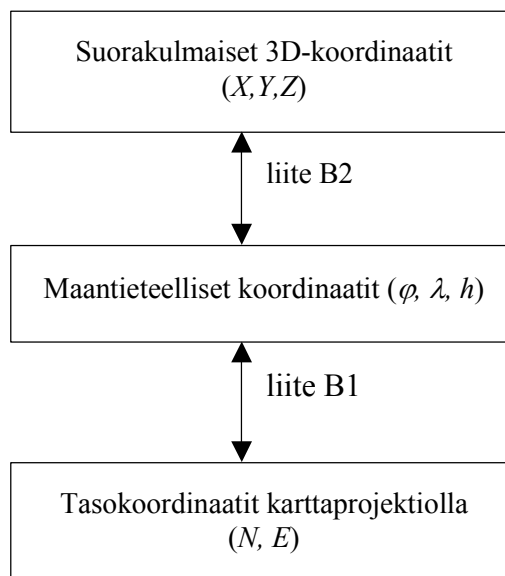 Suorakulmaiset 3D-koordinaatit
(X,Y,Z)
liite B2
Maantieteelliset koordinaatit (φ, λ, h)
liite B1
Tasokoordinaatit karttaprojektiolla
(N, E)